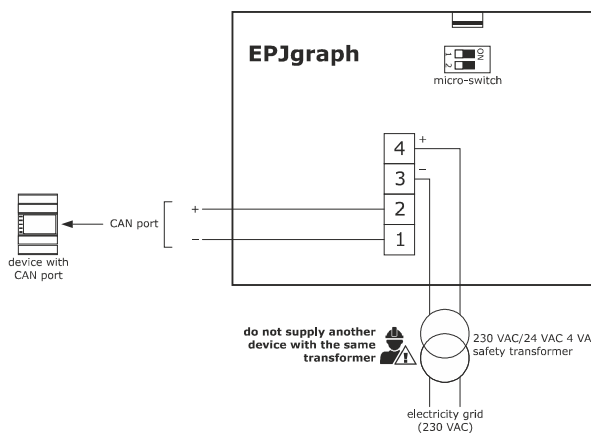 EPJgraph
1
2
ON
micro-switch
4
+
3
–
2
+
1
–
CAN port
device with
CAN port
do not supply another
device with the same
transformer
230 VAC/24 VAC 4 VA
safety transformer
electricity grid
(230 VAC)